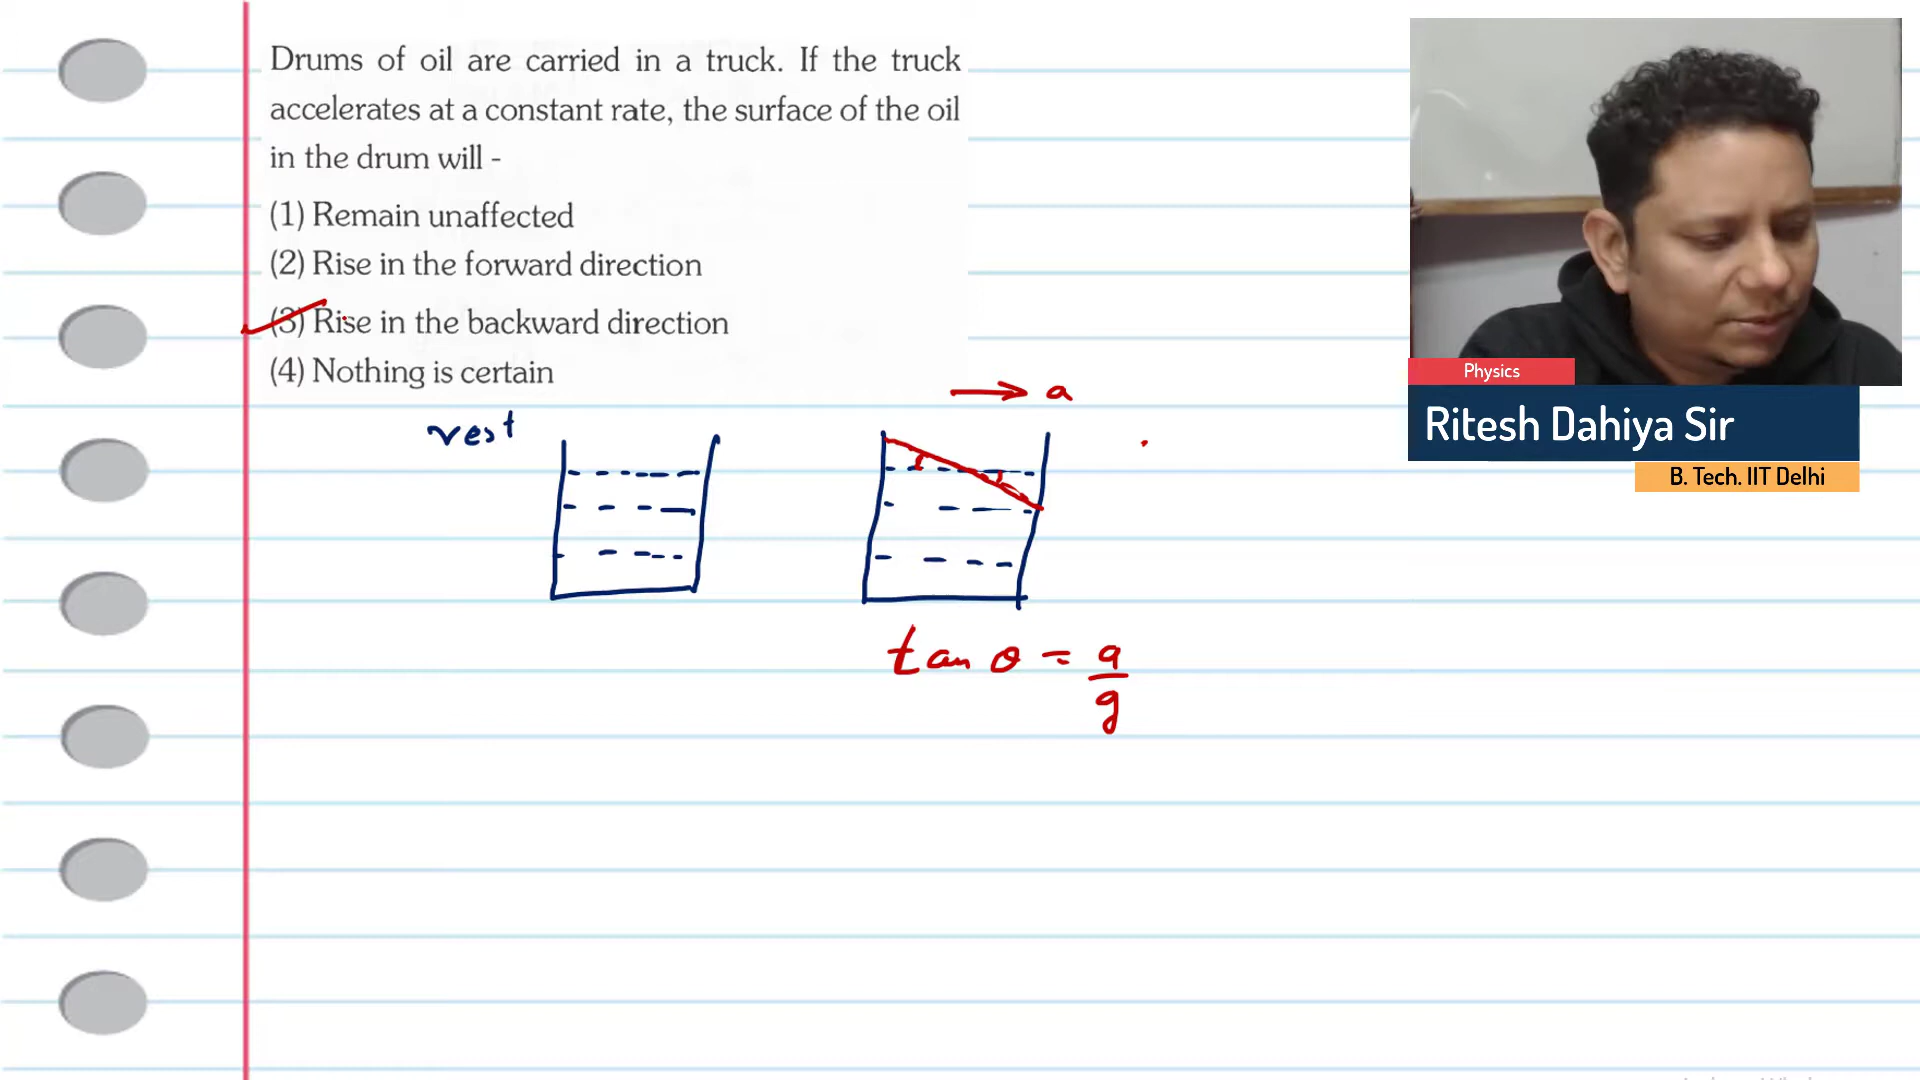 Drums of oil are carried in a truck. If the truck
accelerates at a constant rate, the surface of the oil
in the drum will -
(1) Remain unaffected
(2) Rise in the forward direction
(3) Rise in the backward direction
(4) Nothing is certain
rest
a
tan θ = a/g
Physics
Ritesh Dahiya Sir
B. Tech. IIT Delhi